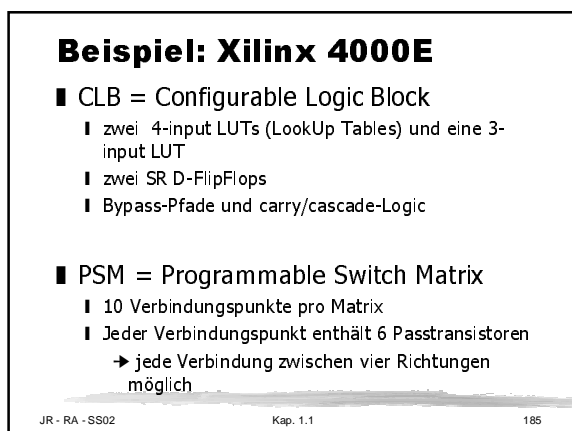 Beispiel: Xilinx 4000E
CLB = Configurable Logic Block
zwei 4-input LUTs (LookUp Tables) und eine 3-
input LUT
zwei SR D-FlipFlops
Bypass-Pfade und carry/cascade-Logic
PSM = Programmable Switch Matrix
10 Verbindungspunkte pro Matrix
Jeder Verbindungspunkt enthält 6 Passtransistoren
➔ jede Verbindung zwischen vier Richtungen
möglich
JR - RA - SS02 Kap. 1.1 185